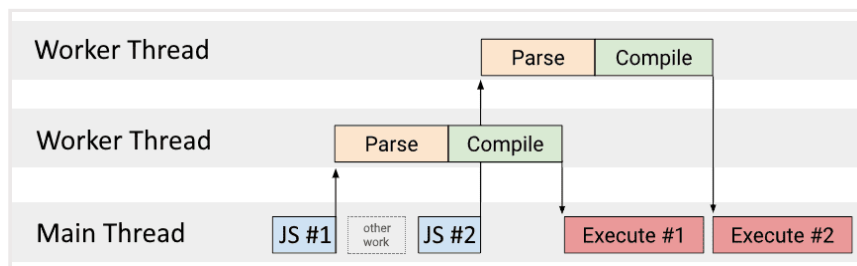 Worker Thread
Parse
Compile
Worker Thread
Parse
Compile
Main Thread
JS #1
other
work
JS #2
Execute #1
Execute #2